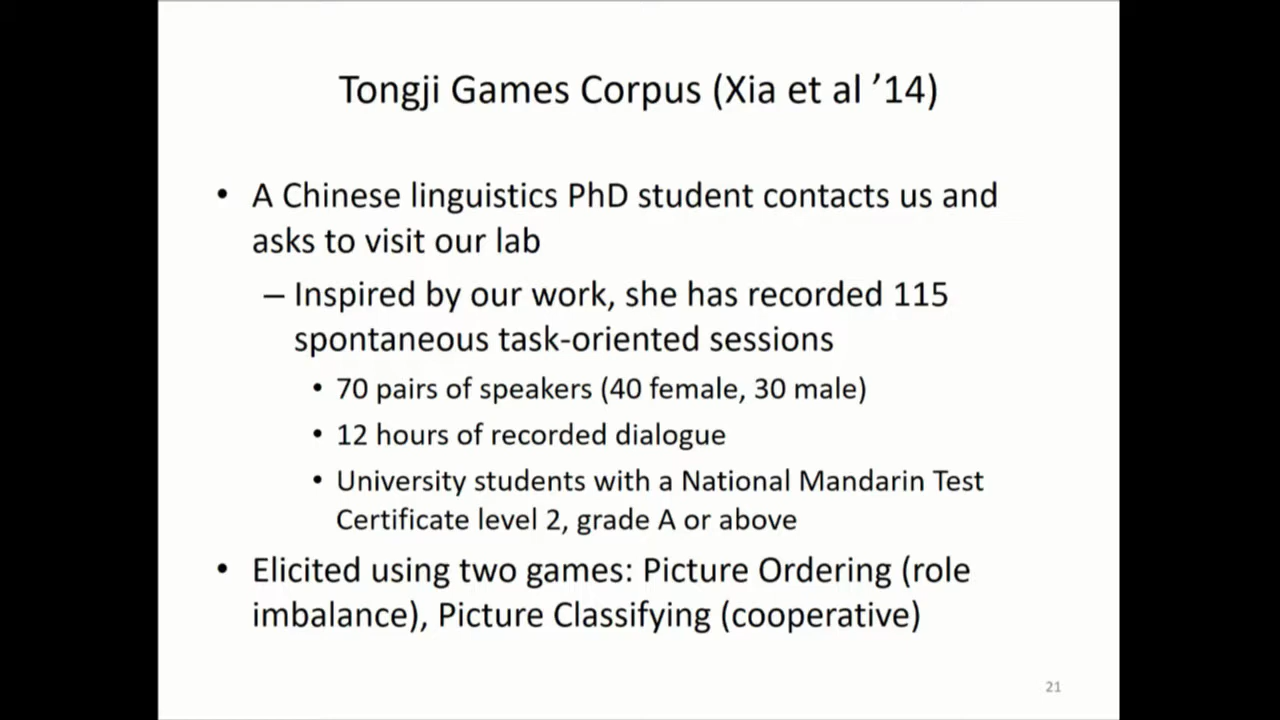 Tongji Games Corpus (Xia et al ’14)
• A Chinese linguistics PhD student contacts us and
asks to visit our lab
– Inspired by our work, she has recorded 115
spontaneous task-oriented sessions
• 70 pairs of speakers (40 female, 30 male)
• 12 hours of recorded dialogue
• University students with a National Mandarin Test
Certificate level 2, grade A or above
• Elicited using two games: Picture Ordering (role
imbalance), Picture Classifying (cooperative)
21